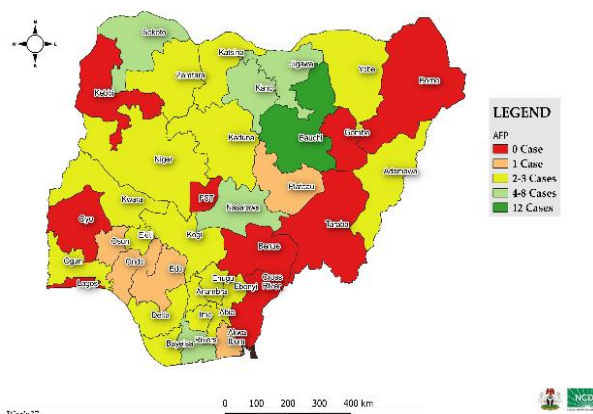 Sokoto
Katsina
Jigawa
Zamfara
Yobe
Borno
Kebbi
Kano
Kaduna
Bauchi
Gombe
Niger
Adamawa
Plateau
FCT
Kwara
Nasarawa
Taraba
Oyo
Kogi
Osun
Ekiti
Benue
Ogun
Ondo
Edo
Enugu
Cross
River
Lagos
Anambra
Ebonyi
Delta
Imo
Abia
Bayelsa
Rivers
Akwa
Ibom
LEGEND
AFP
0 Case
1 Case
2-3 Cases
4-8 Cases
12 Cases
0 100 200 300 400 km